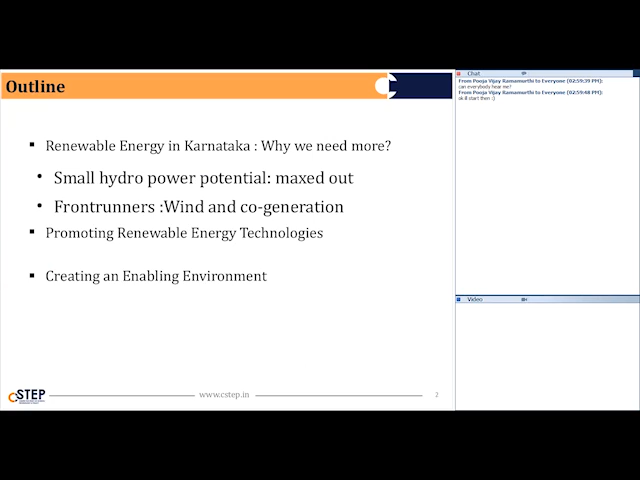 Outline
Renewable Energy in Karnataka : Why we need more?
Small hydro power potential: maxed out
Frontrunners :Wind and co-generation
Promoting Renewable Energy Technologies
Creating an Enabling Environment
CSTEP
www.cstep.in
2
Chat
From Pooja Vijay Ramamurthi to Everyone (02:59:39 PM):
can everybody hear me?
From Pooja Vijay Ramamurthi to Everyone (02:59:48 PM):
ok.ill start then :)
Video